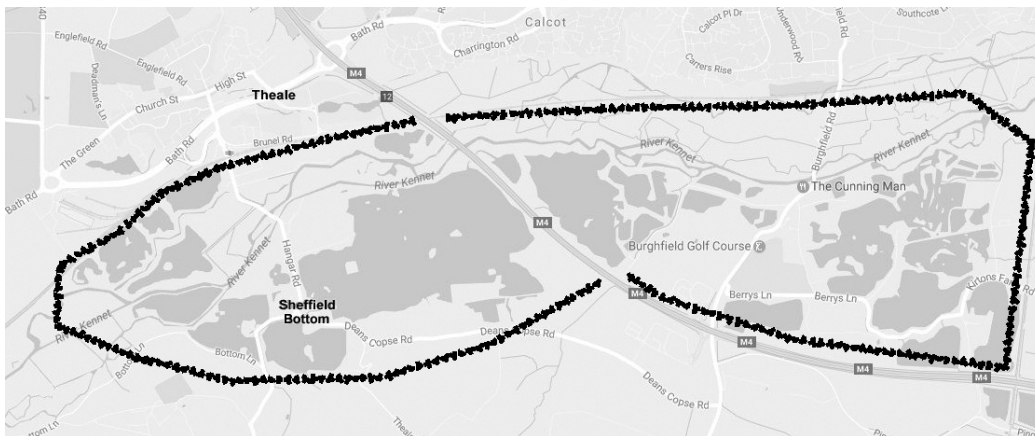 A340
Calcot
Calcot Pl Dr
Southcote
Underwood Rd
Burghfield Rd
Bath Rd
Charrington Rd
Carrers Rise
Englefield Rd
Deadman's Ln
Englefield Rd
High St
M4
Church St
Theale
12
The Green
Bath Rd
Brunel Rd
Bath Rd
River Kennet
River Kennet
River Kennet
Burghfield Rd
The Cunning Man
M4
Burghfield Golf Course
River Kennet
Hangar Rd
Sheffield
Bottom
Kirtons Farm Rd
M4
Berrys Ln
Berrys Ln
River Kennet
Deans Copse Rd
Deans Copse Rd
M4
Bottom Ln
M4
M4
Deans Copse Rd
Bottom Ln